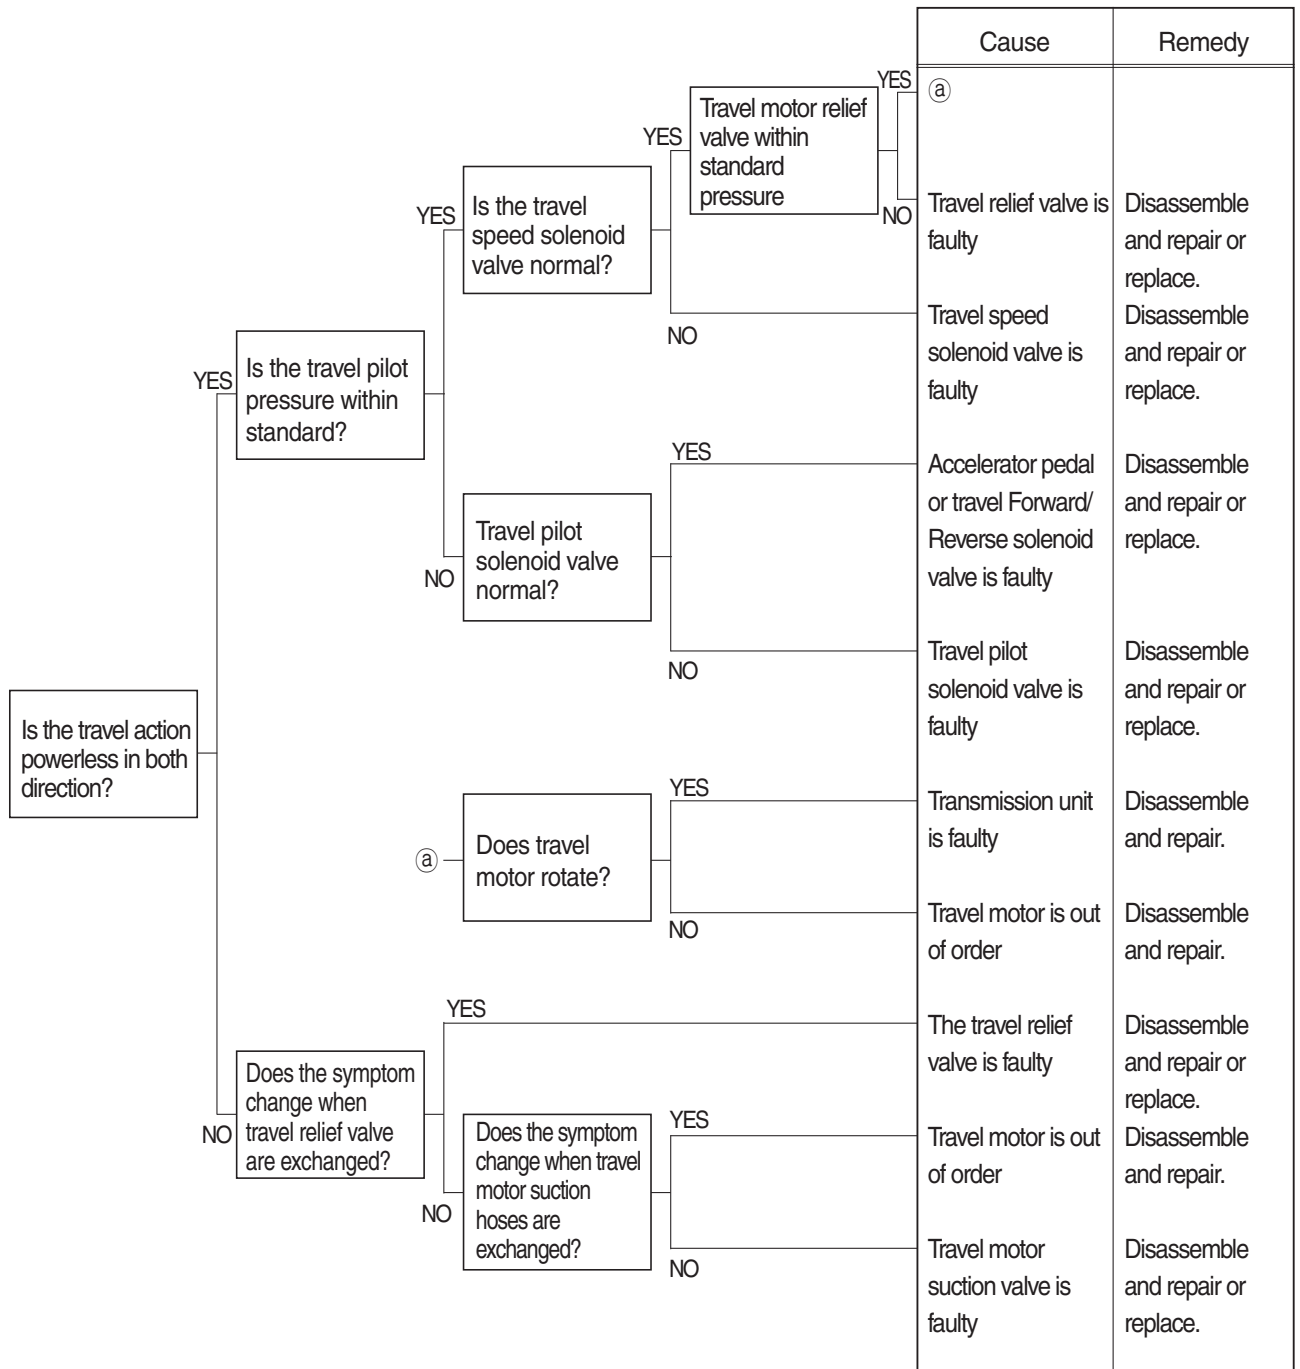 Cause
Remedy
YES
ⓐ
Travel motor relief
valve within
standard
pressure
YES
NO
Travel relief valve is
faulty
Disassemble
and repair or
replace.
YES
Is the travel
speed solenoid
valve normal?
NO
Travel speed
solenoid valve is
faulty
Disassemble
and repair or
replace.
YES
Is the travel pilot
pressure within
standard?
YES
Accelerator pedal
or travel Forward/
Reverse solenoid
valve is faulty
Disassemble
and repair or
replace.
NO
Travel pilot
solenoid valve
normal?
NO
Travel pilot
solenoid valve is
faulty
Disassemble
and repair or
replace.
Is the travel action
powerless in both
direction?
ⓐ
Does travel
motor rotate?
YES
Transmission unit
is faulty
Disassemble
and repair.
NO
Travel motor is out
of order
Disassemble
and repair.
YES
The travel relief
valve is faulty
Disassemble
and repair or
replace.
NO
Does the symptom
change when
travel relief valve
are exchanged?
NO
Does the symptom
change when travel
motor suction
hoses are
exchanged?
YES
Travel motor is out
of order
Disassemble
and repair.
NO
Travel motor
suction valve is
faulty
Disassemble
and repair or
replace.